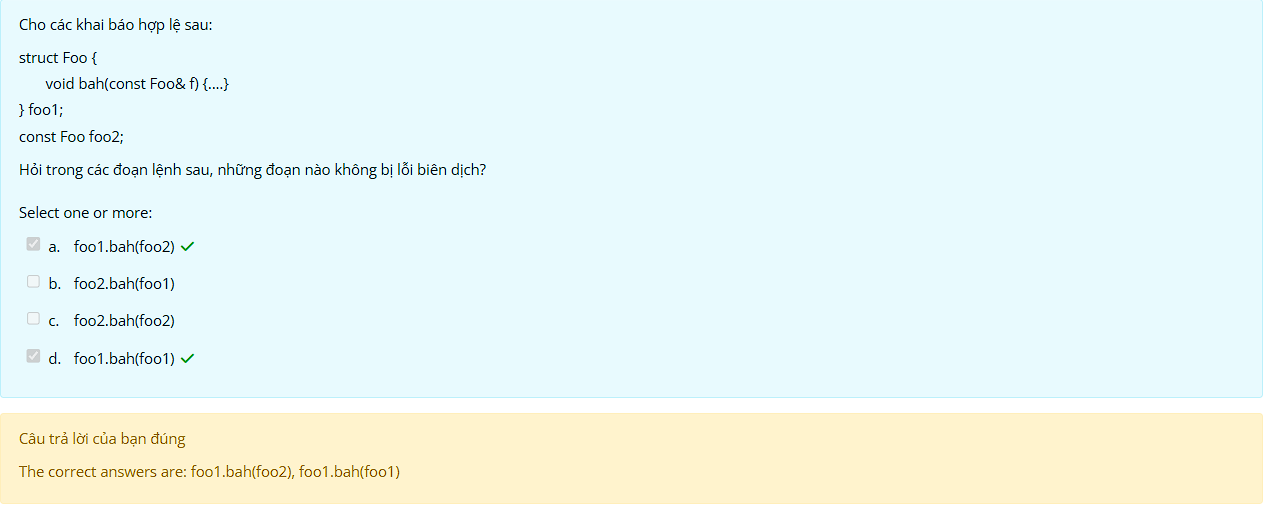 Cho các khai báo hợp lệ sau:
struct Foo {
void bah(const Foo& f) {....}
} foo1;
const Foo foo2;
Hỏi trong các đoạn lệnh sau, những đoạn nào không bị lỗi biên dịch?
Select one or more:
a. foo1.bah(foo2)
b. foo2.bah(foo1)
c. foo2.bah(foo2)
d. foo1.bah(foo1)
Câu trả lời của bạn đúng
The correct answers are: foo1.bah(foo2), foo1.bah(foo1)